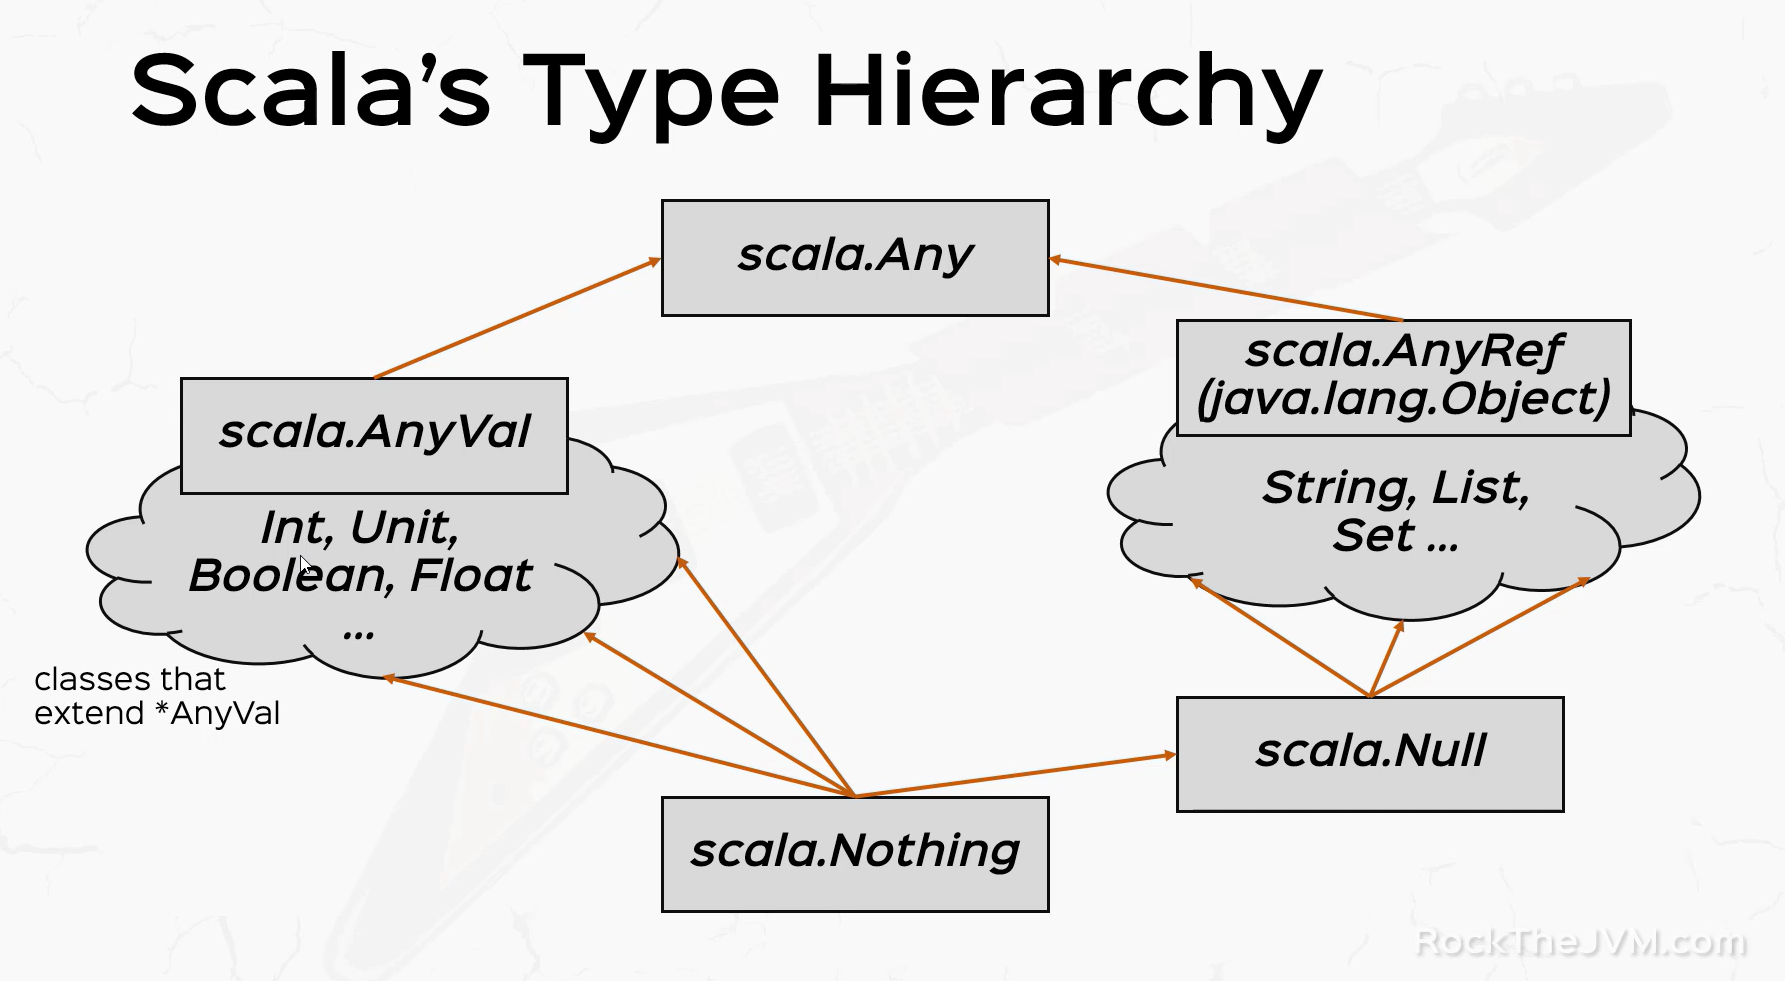 Scala’s Type Hierarchy
scala.Any
scala.AnyRef
(java.lang.Object)
scala.AnyVal
String, List,
Set ...
Int, Unit,
Boolean, Float
...
classes that
extend *AnyVal
scala.Null
scala.Nothing
RockTheJVM.com